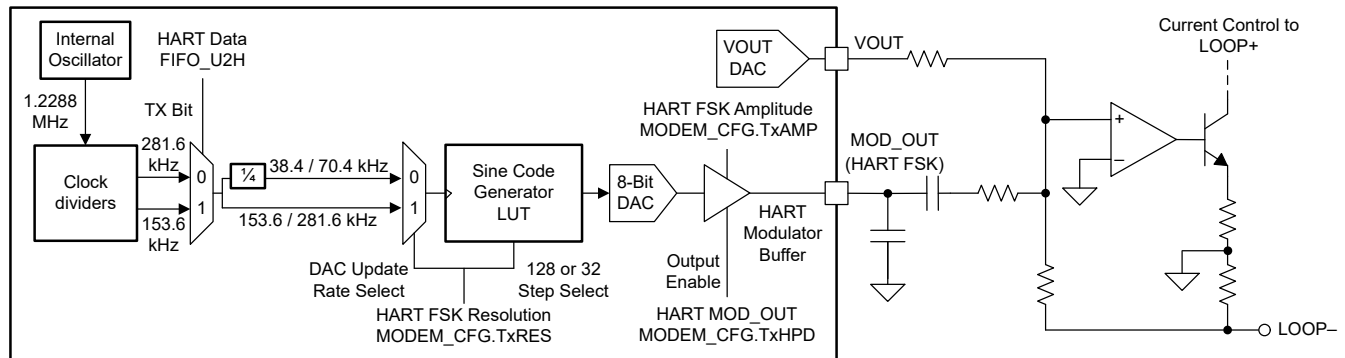 Internal
Oscillator
1.2288
MHz
HART Data
FIFO_U2H
TX Bit
281.6
kHz
Clock
dividers
153.6
kHz
0
1
¼
38.4 / 70.4 kHz
153.6 / 281.6 kHz
0
1
Sine Code
Generator
LUT
DAC Update
Rate Select
128 or 32
Step Select
HART FSK Resolution
MODEM_CFG.TxRES
8-Bit
DAC
VOUT
DAC
HART FSK Amplitude
MODEM_CFG.TxAMP
HART
Modulator
Buffer
Output
Enable
HART MOD_OUT
MODEM_CFG.TxHPD
VOUT
MOD_OUT
(HART FSK)
+
–
Current Control to
LOOP+
LOOP–